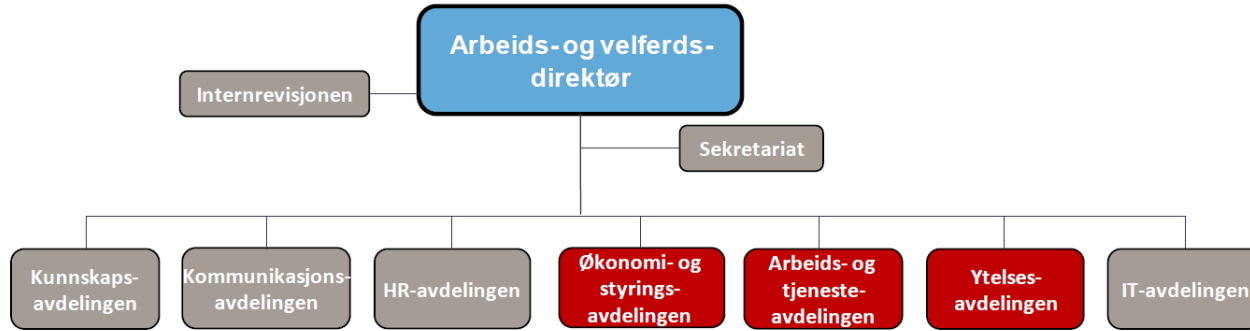 Arbeids- og velferds-
direktør
Internrevisjonen
Sekretariat
Kunnskaps-
avdelingen
Kommunikasjons-
avdelingen
HR-avdelingen
Økonomi- og
styrings-
avdelingen
Arbeids- og
tjeneste-
avdelingen
Ytelses-
avdelingen
IT-avdelingen